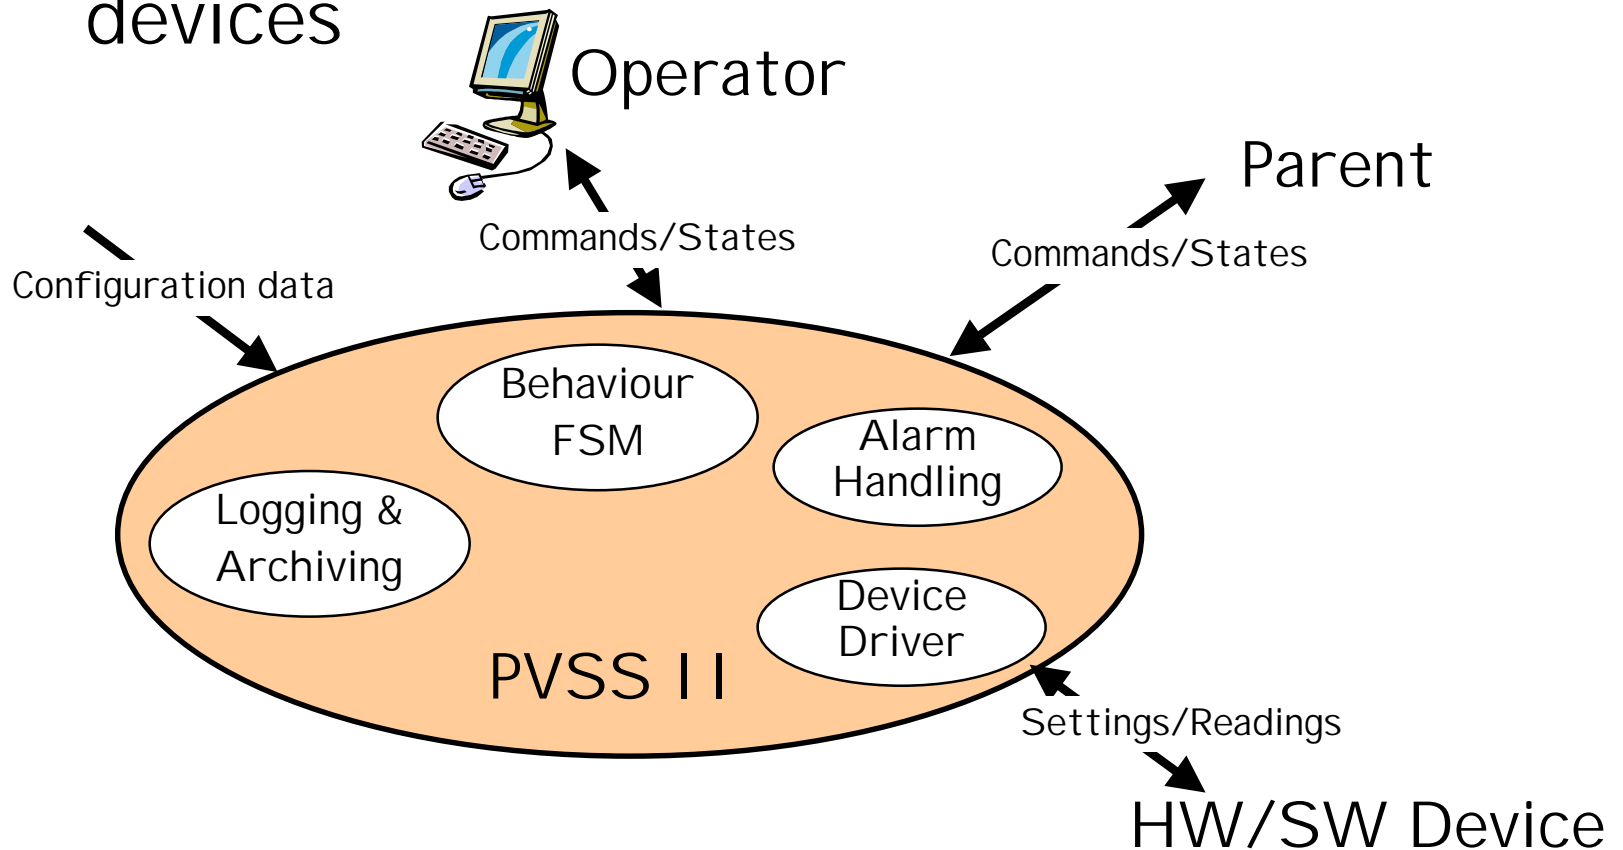 devices
Operator
Parent
Commands/States
Commands/States
Configuration data
Behaviour
FSM
Alarm
Handling
Logging &
Archiving
Device
Driver
PVSS II
Settings/Readings
HW/SW Device